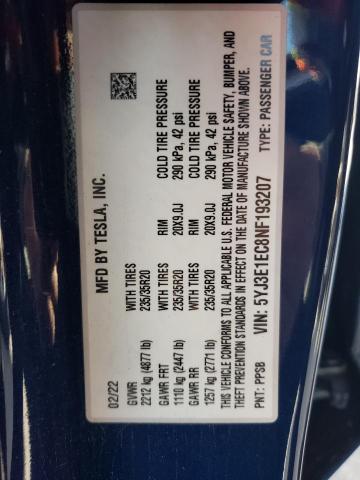 MFD BY TESLA, INC.
02/22
GVWR WITH TIRES RIM COLD TIRE PRESSURE
2212 kg (4877 lb) 235/35R20 20X9.0J 290 kPa, 42 psi
GAWR FRT WITH TIRES RIM COLD TIRE PRESSURE
1110 kg (2447 lb) 235/35R20 20X9.0J 290 kPa, 42 psi
GAWR RR
1257 kg (2771 lb)
THIS VEHICLE CONFORMS TO ALL APPLICABLE U.S. FEDERAL MOTOR VEHICLE SAFETY, BUMPER, AND
THEFT PREVENTION STANDARDS IN EFFECT ON THE DATE OF MANUFACTURE SHOWN ABOVE.
VIN: 5YJ3E1EC8NF193207
PNT: PPSB TYPE: PASSENGER CAR